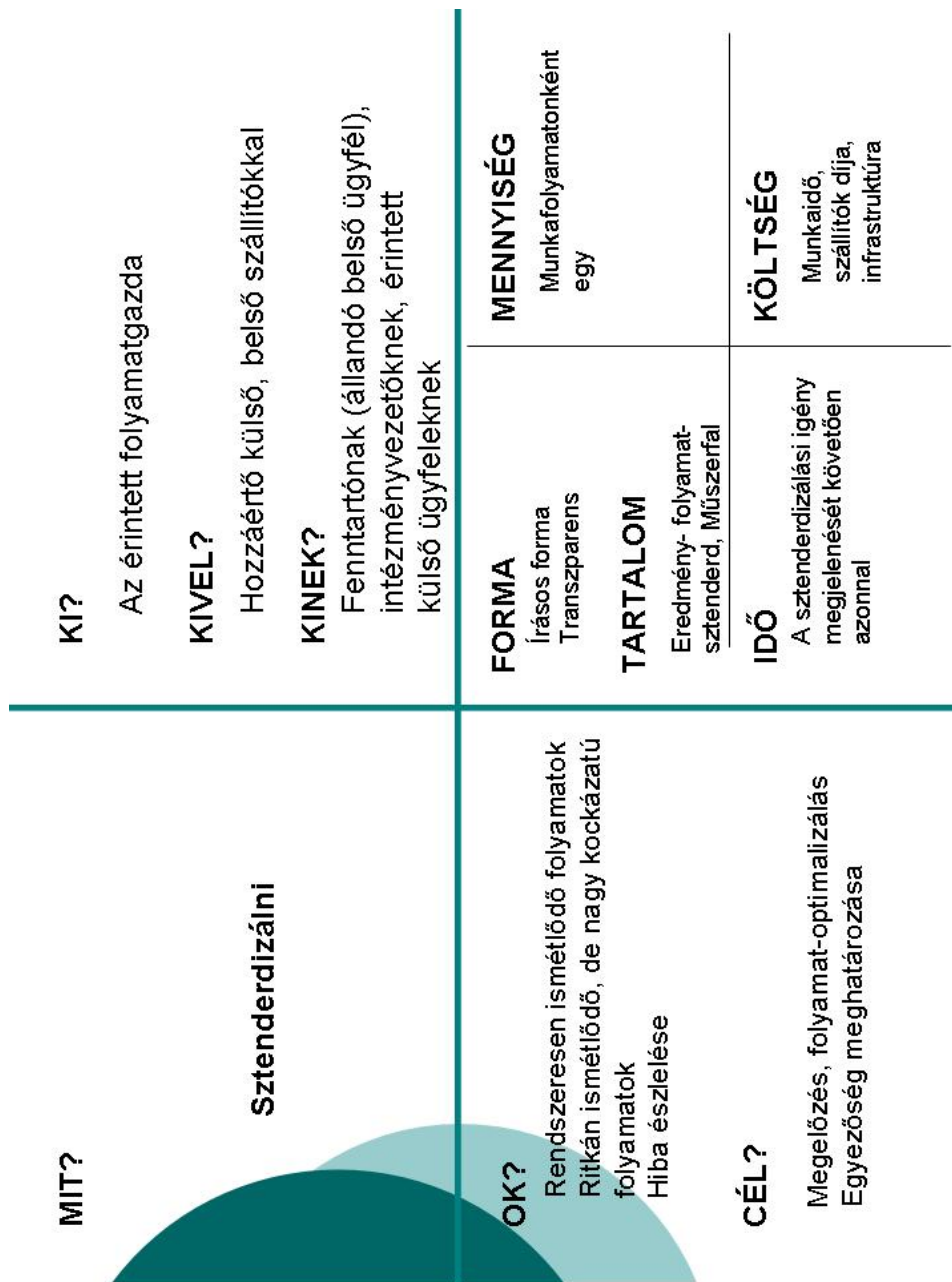 MIT?
Sztenderdizálni
KI?
Az érintett folyamatgazda
KIVEL?
Hozzáértő külső, belső szállítókkal
KINEK?
Fenntartónak (állandó belső ügyfél),
intézményvezetőknek, érintett
külső ügyfeleknek
OK?
Rendszeresen ismétlődő folyamatok
Ritkán ismétlődő, de nagy kockázatú
folyamatok
Hiba észlelése
CÉL?
Megelőzés, folyamat-optimalizálás
Egyezőség meghatározása
FORMA
Írásos forma
Transzparens
TARTALOM
Eredmény- folyamat-
sztenderd, Műszerfal
MENNYISÉG
Munkafolyamatonként
egy
IDŐ
A sztenderdizálási igény
megjelenését követően
azonnal
KÖLTSÉG
Munkaidő,
szállítók díja,
infrastruktúra